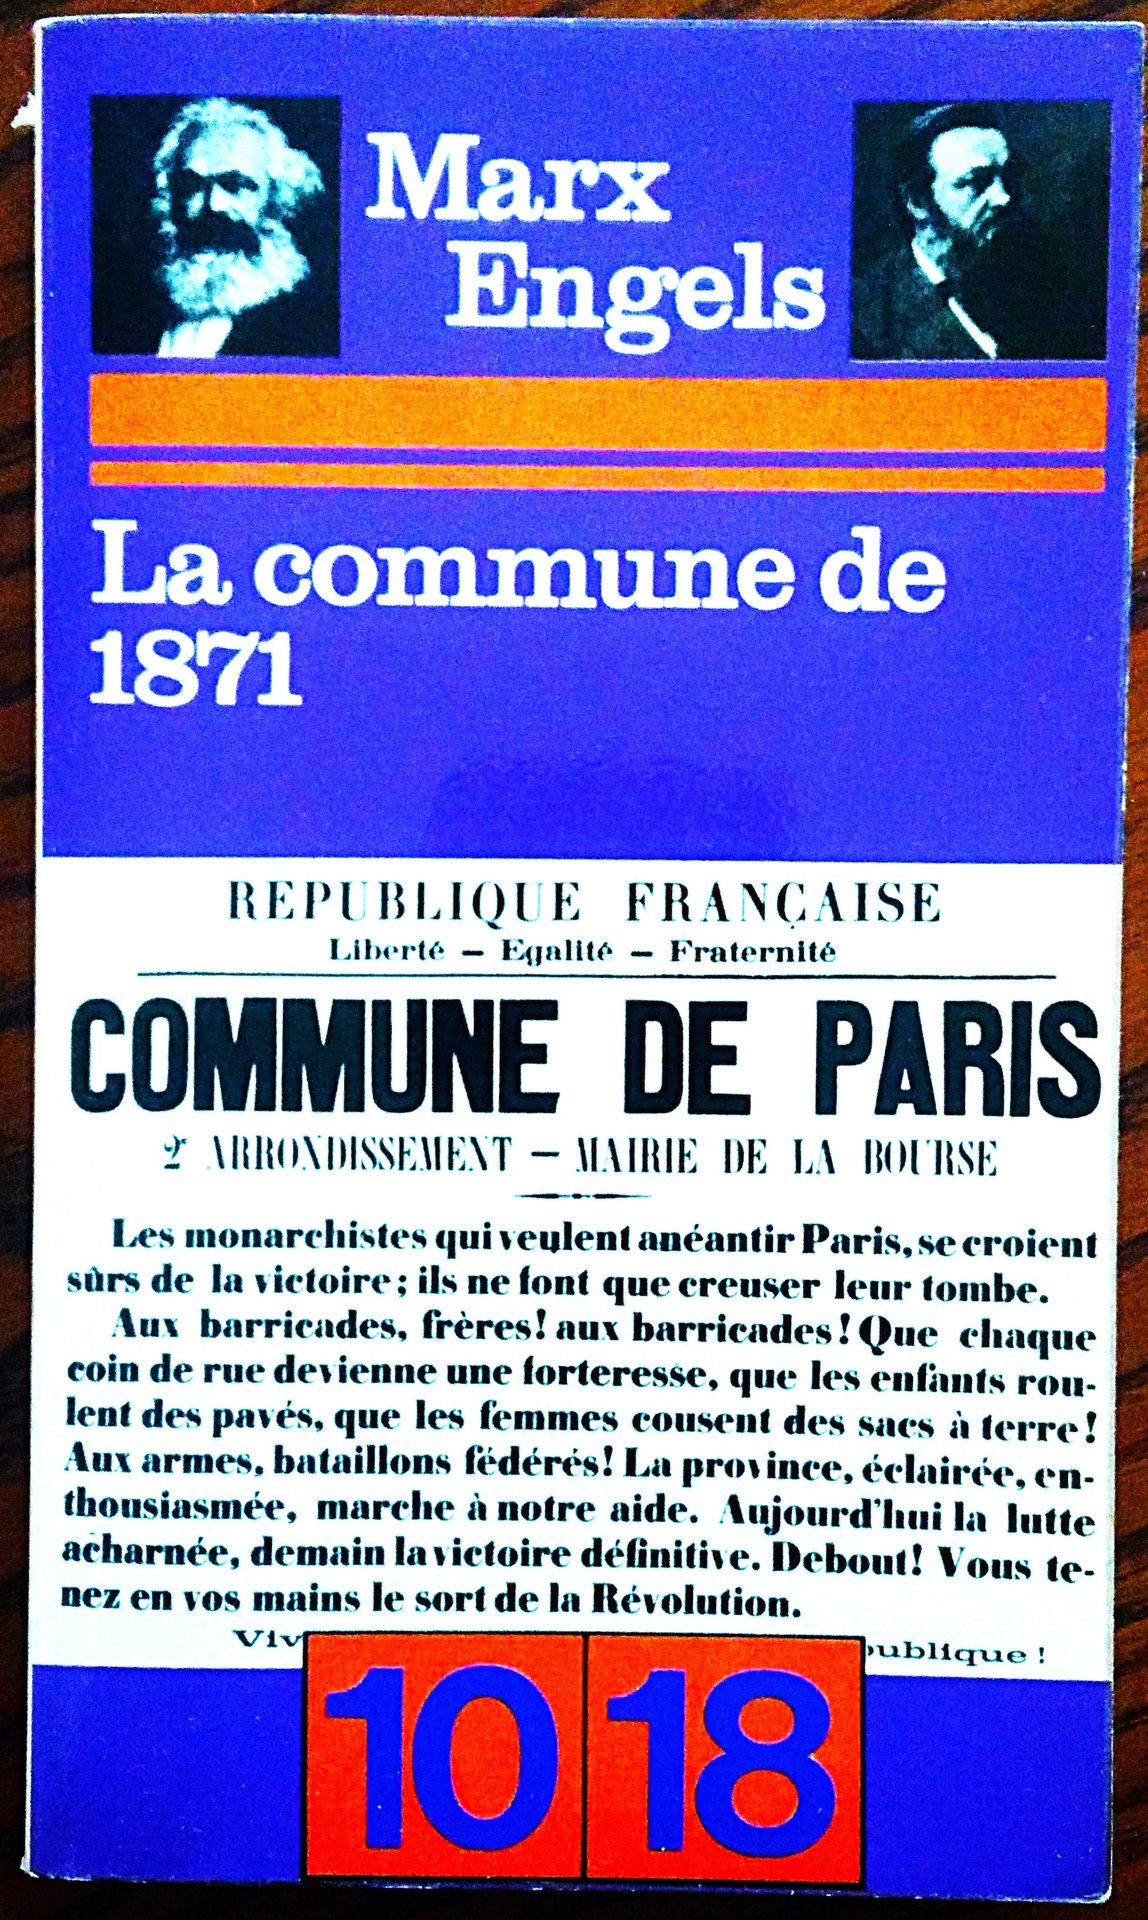 Marx
Engels
La commune de
1871
REPUBLIQUE FRANÇAISE
Liberté – Egalité – Fraternité
COMMUNE DE PARIS
2e ARRONDISSEMENT – MAIRIE DE LA BOURSE
Les monarchistes qui veulent anéantir Paris, se croient
sûrs de la victoire; ils ne font que creuser leur tombe.
Aux barricades, frères! aux barricades! Que chaque
coin de rue devienne une forteresse, que les enfants rou-
lent des pavés, que les femmes cousent des sacs à terre!
Aux armes, bataillons fédérés! La province, éclairée, en-
thousiasmée, marche à notre aide. Aujourd'hui la lutte
acharnée, demain la victoire définitive. Debout! Vous te-
nez en vos mains le sort de la Révolution.
publique !
10 18